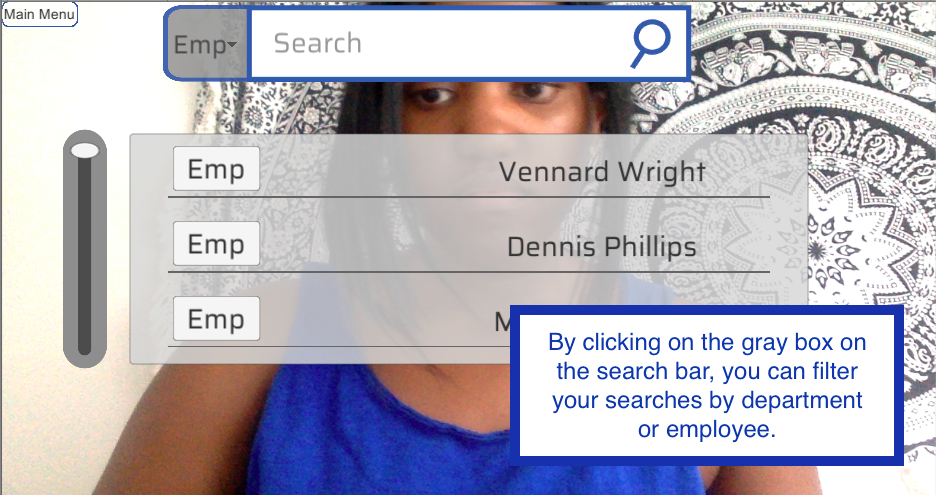 Main Menu
Emp Search
Emp Vennard Wright
Emp Dennis Phillips
Emp
By clicking on the gray box on
the search bar, you can filter
your searches by department
or employee.